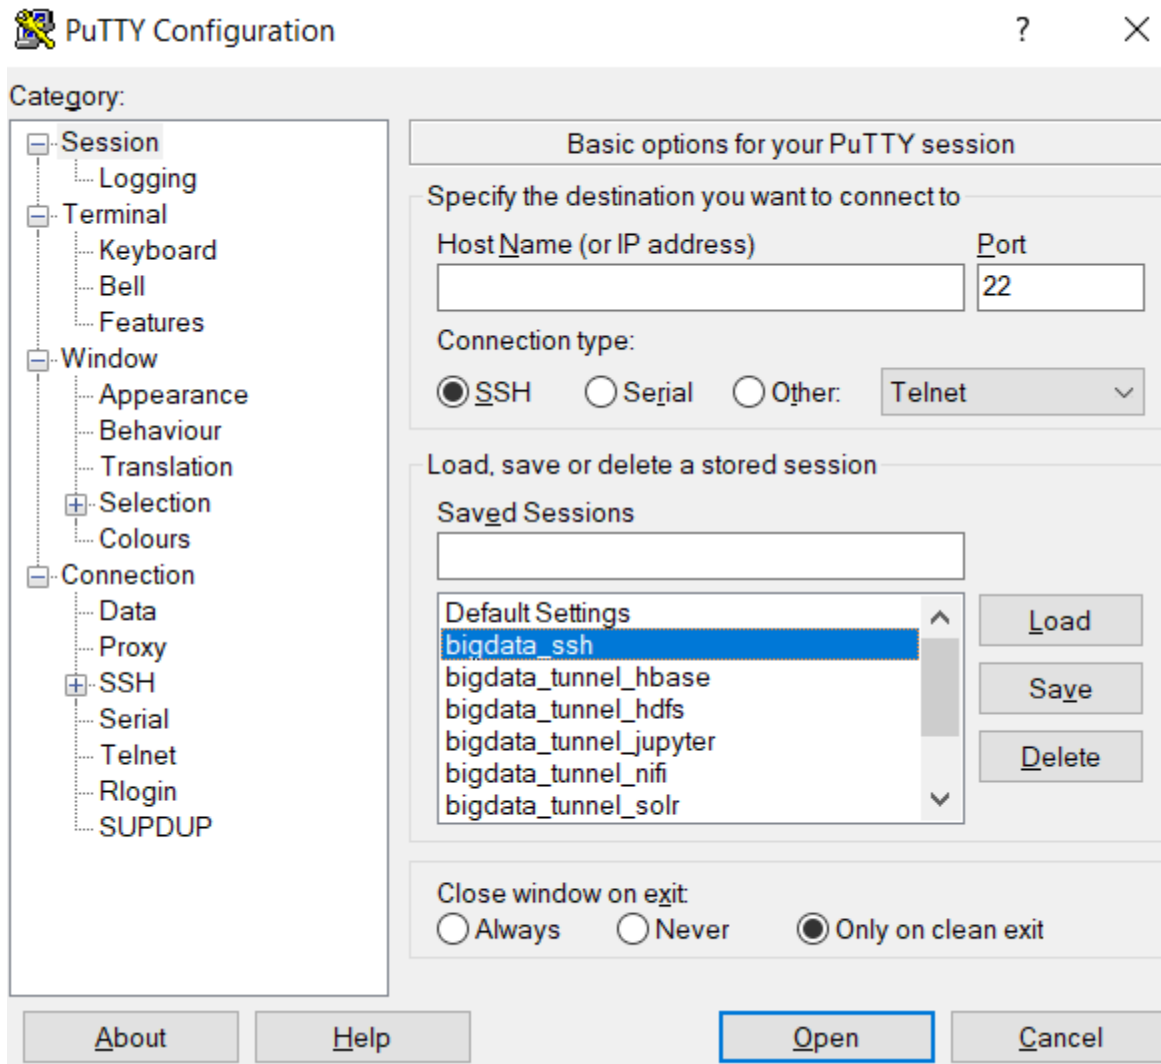 PuTTY Configuration
?
Category:
Session
Logging
Terminal
Keyboard
Bell
Features
Window
Appearance
Behaviour
Translation
Selection
Colours
Connection
Data
Proxy
SSH
Serial
Telnet
Rlogin
SUPDUP
Basic options for your PuTTY session
Specify the destination you want to connect to
Host Name (or IP address) Port
22
Connection type:
SSH Serial Other: Telnet
Load, save or delete a stored session
Saved Sessions
Default Settings
bigdata_ssh
bigdata_tunnel_hbase
bigdata_tunnel_hdfs
bigdata_tunnel_jupyter
bigdata_tunnel_nifi
bigdata_tunnel_solr
Load
Save
Delete
Close window on exit:
Always Never Only on clean exit
About Help Open Cancel